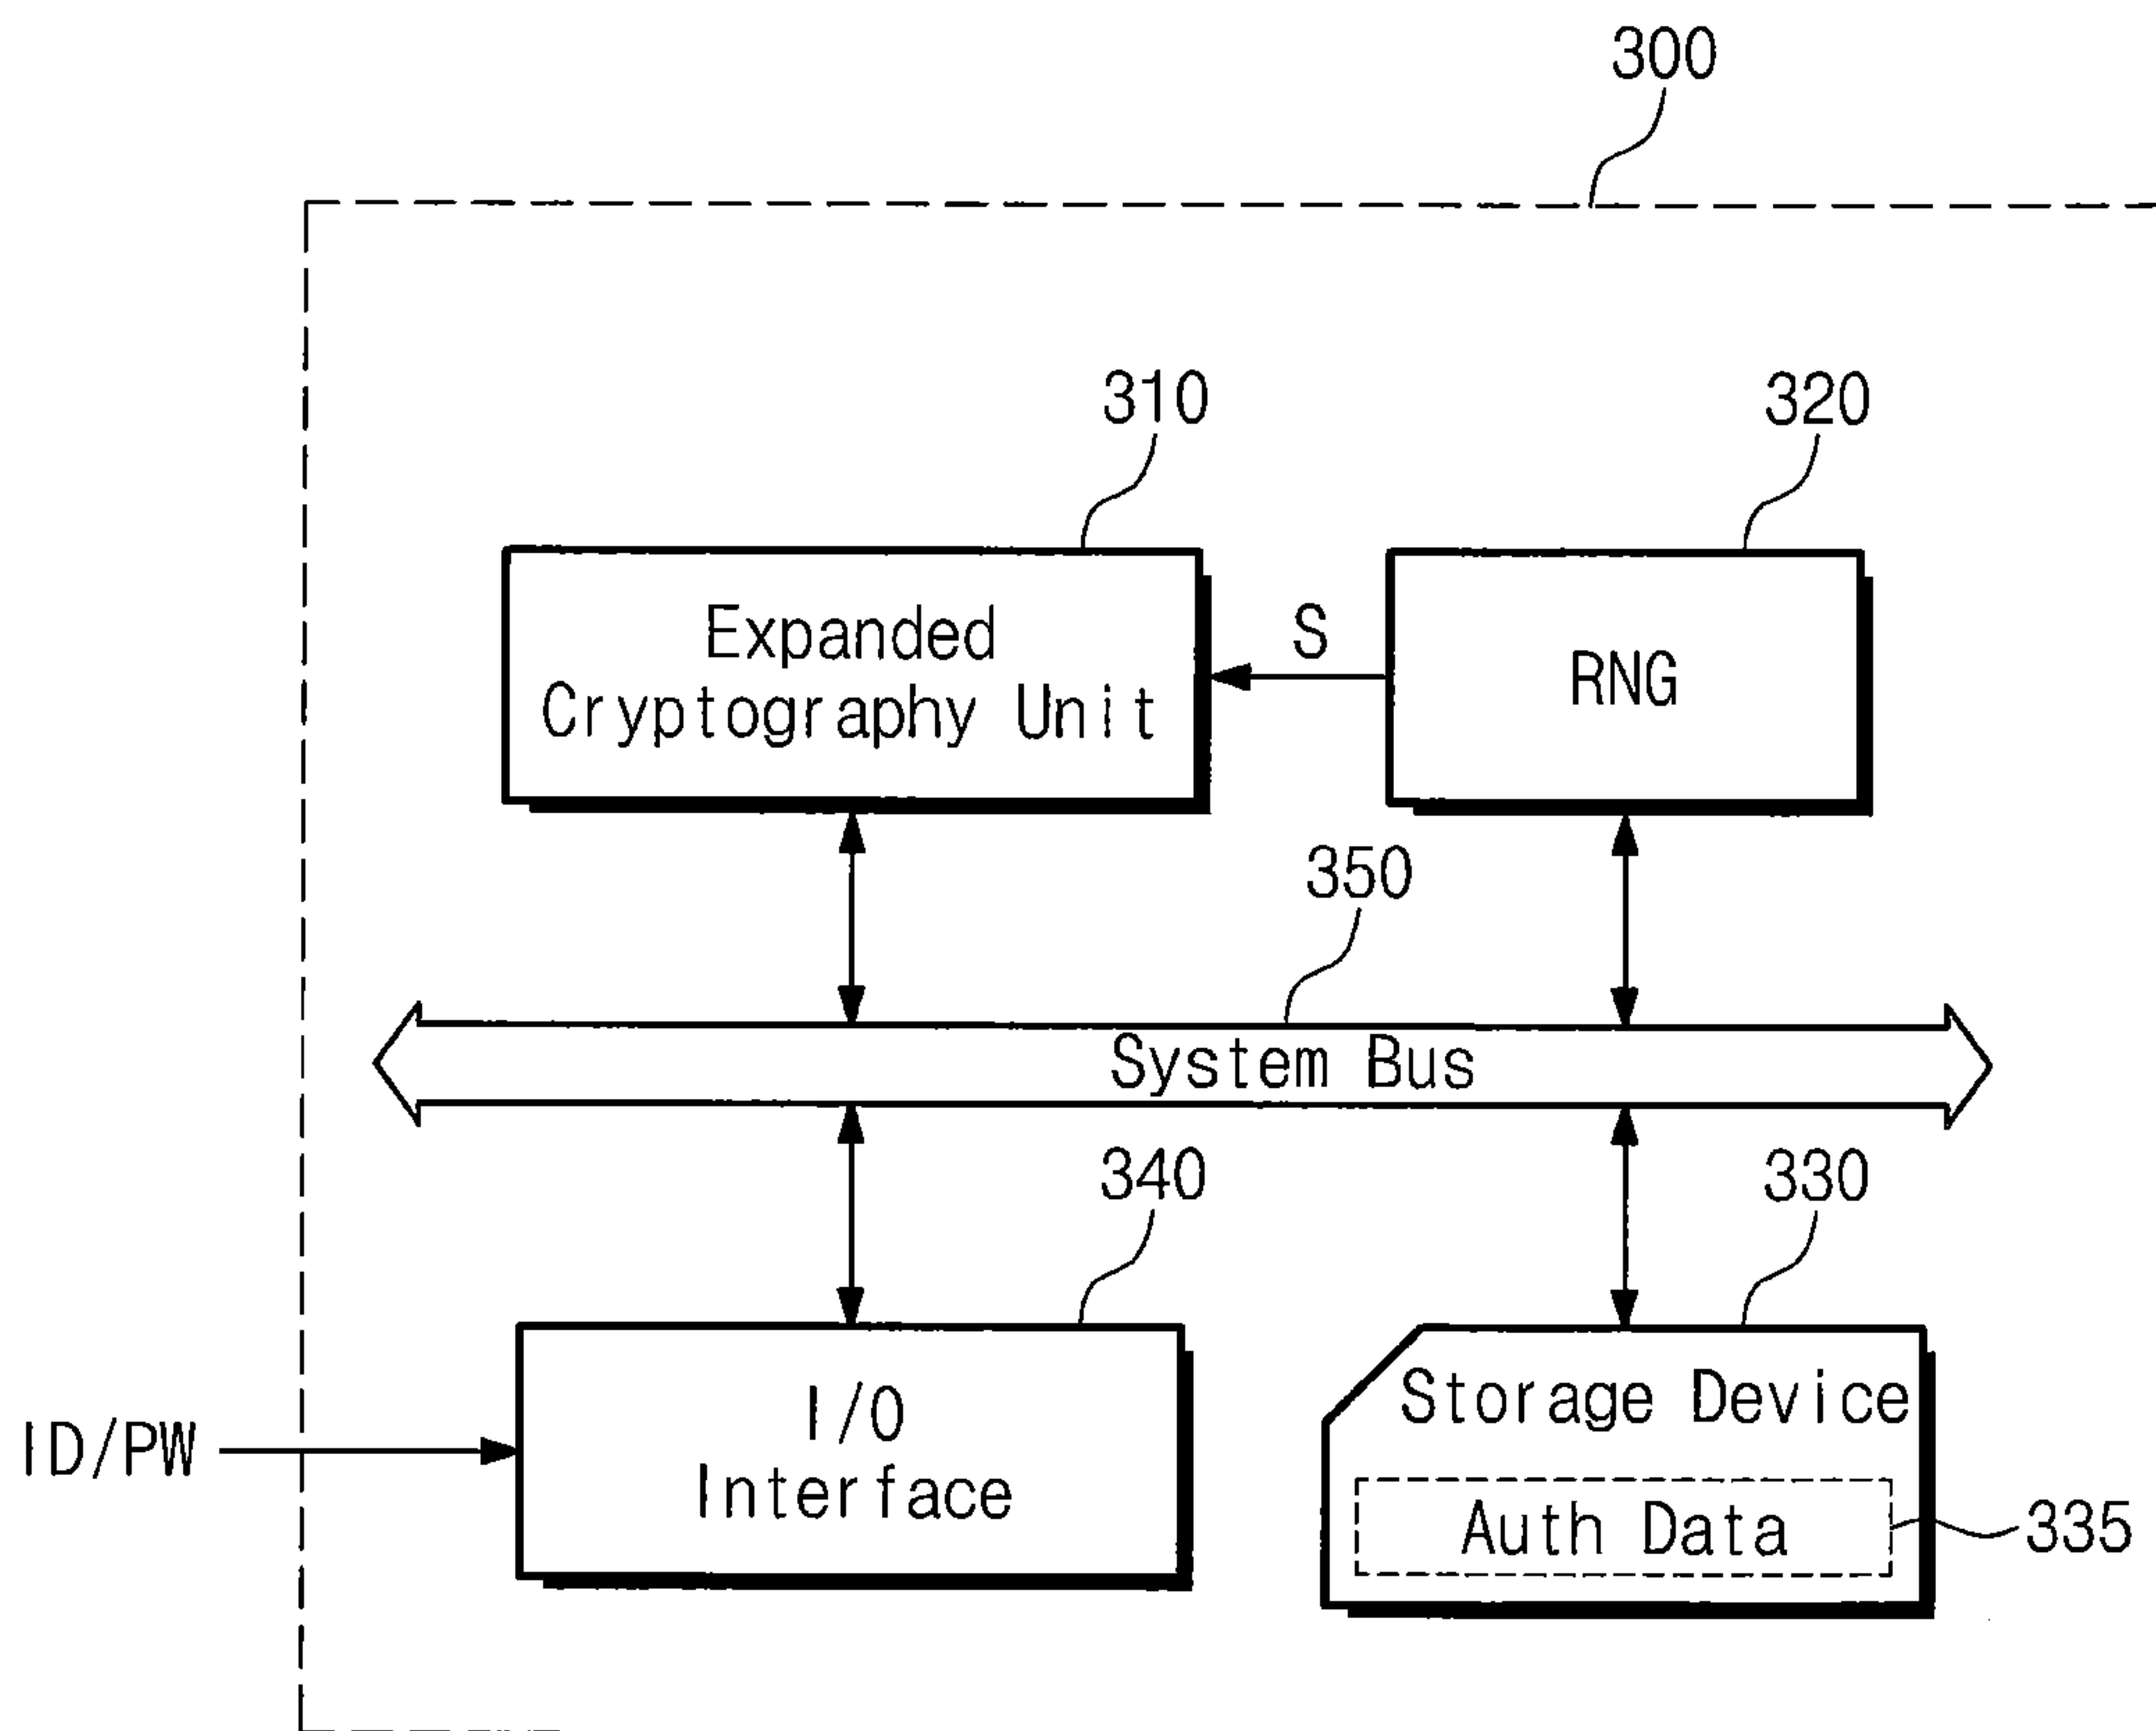 300
310
320
Expanded
Cryptography Unit
S
RNG
350
System Bus
340
330
I/O
Interface
Storage Device
ID/PW
Auth Data
335